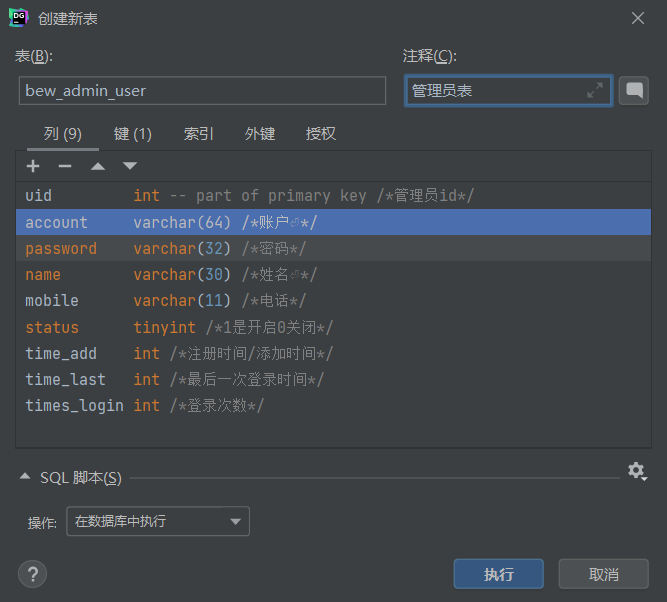 DG 创建新表
表(B): 注释(C):
bew_admin_user 管理员表
列 (9) 键 (1) 索引 外键 授权
uid int -- part of primary key /*管理员id*/
account varchar(64) /*账户⏎*/
password varchar(32) /*密码*/
name varchar(30) /*姓名⏎*/
mobile varchar(11) /*电话*/
status tinyint /*1是开启0关闭*/
time_add int /*注册时间/添加时间*/
time_last int /*最后一次登录时间*/
times_login int /*登录次数*/
SQL 脚本(S)
操作: 在数据库中执行
? 执行 取消